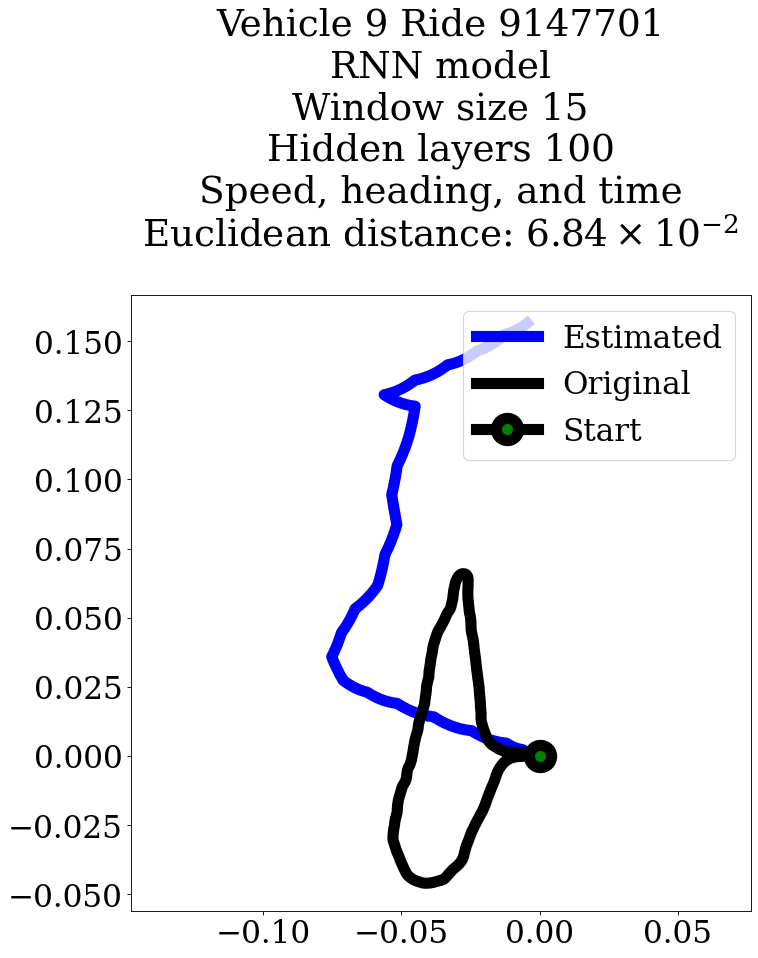 Vehicle 9 Ride 9147701
RNN model
Window size 15
Hidden layers 100
Speed, heading, and time
Euclidean distance: 6.84 × 10⁻²
Estimated
Original
Start
0.150
0.125
0.100
0.075
0.050
0.025
0.000
−0.025
−0.050
−0.10 −0.05 0.00 0.05